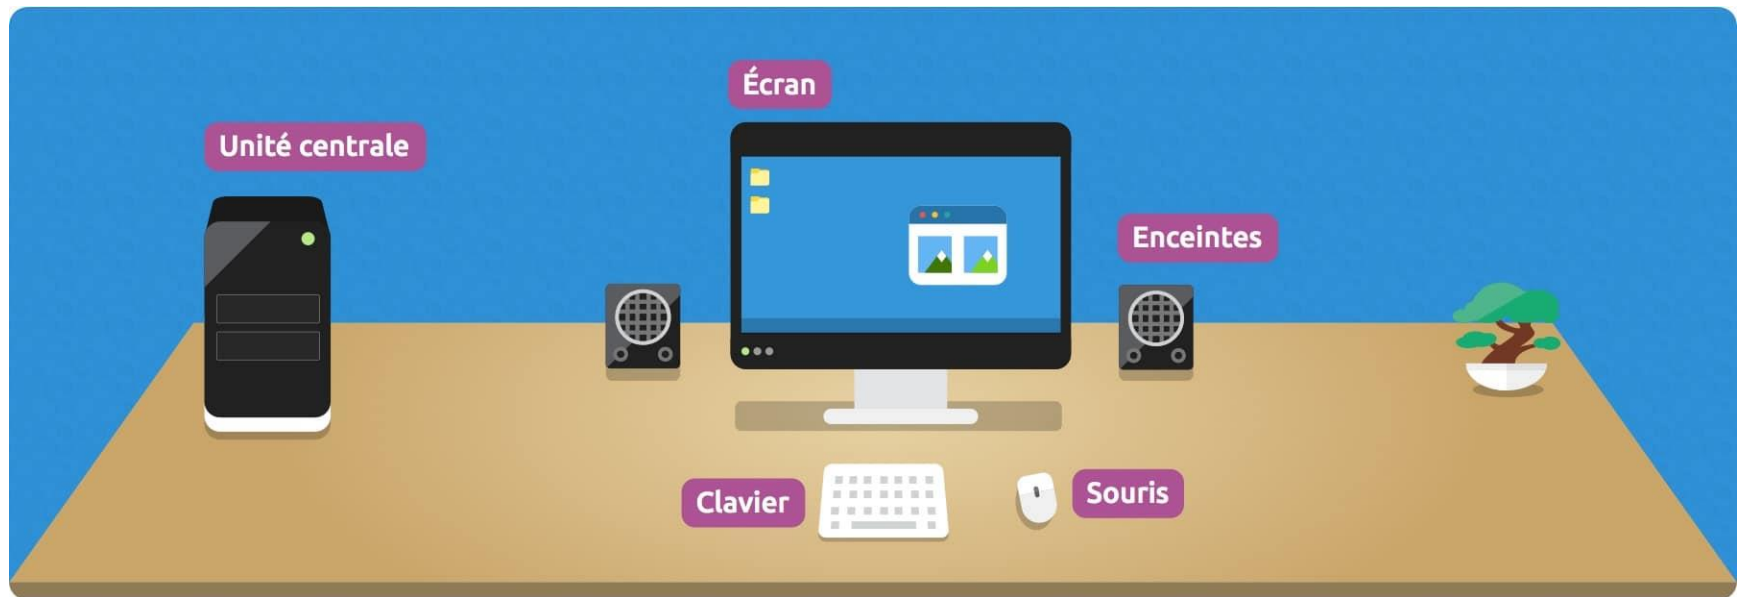 Écran
Unité centrale
Enceintes
Clavier
Souris